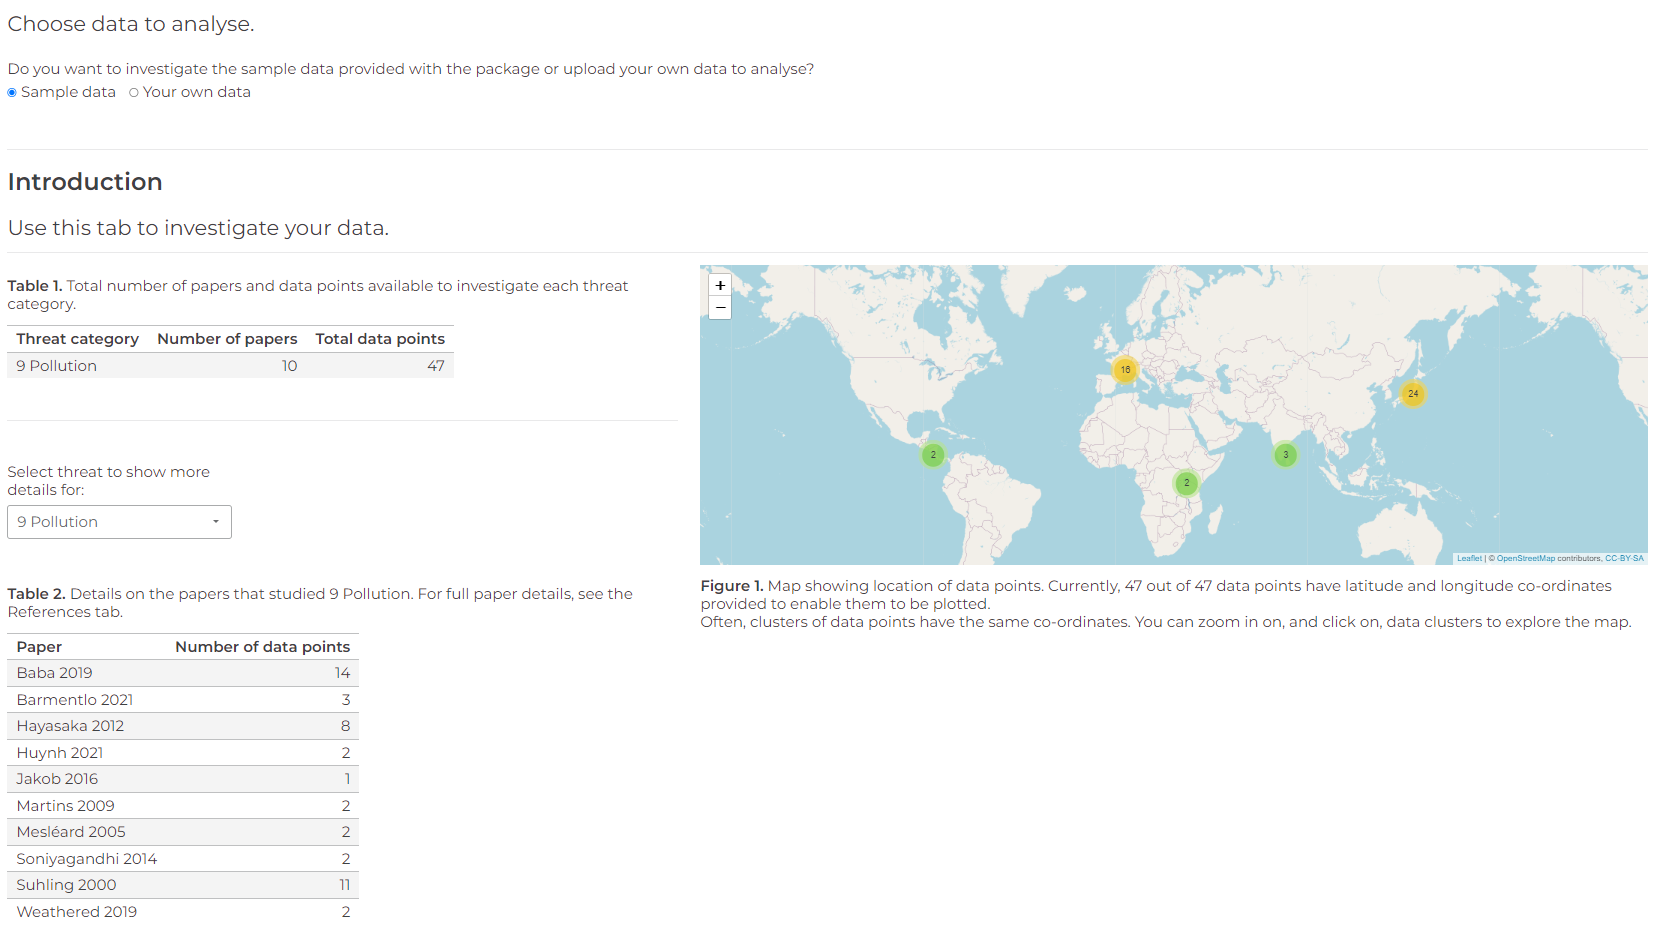 Choose data to analyse.
Do you want to investigate the sample data provided with the package or upload your own data to analyse?
Sample data Your own data
Introduction
Use this tab to investigate your data.
Table 1. Total number of papers and data points available to investigate each threat
category.
Threat category Number of papers Total data points
9 Pollution 10 47
Select threat to show more
details for:
9 Pollution
Table 2. Details on the papers that studied 9 Pollution. For full paper details, see the
References tab.
Paper Number of data points
Baba 2019 14
Barmentlo 2021 3
Hayasaka 2012 8
Huynh 2021 2
Jakob 2016 1
Martins 2009 2
Mesléard 2005 2
Soniyagandhi 2014 2
Suhling 2000 11
Weathered 2019 2
+
−
16
24
2
3
2
Leaflet | © OpenStreetMap contributors, CC-BY-SA
Figure 1. Map showing location of data points. Currently, 47 out of 47 data points have latitude and longitude co-ordinates
provided to enable them to be plotted.
Often, clusters of data points have the same co-ordinates. You can zoom in on, and click on, data clusters to explore the map.